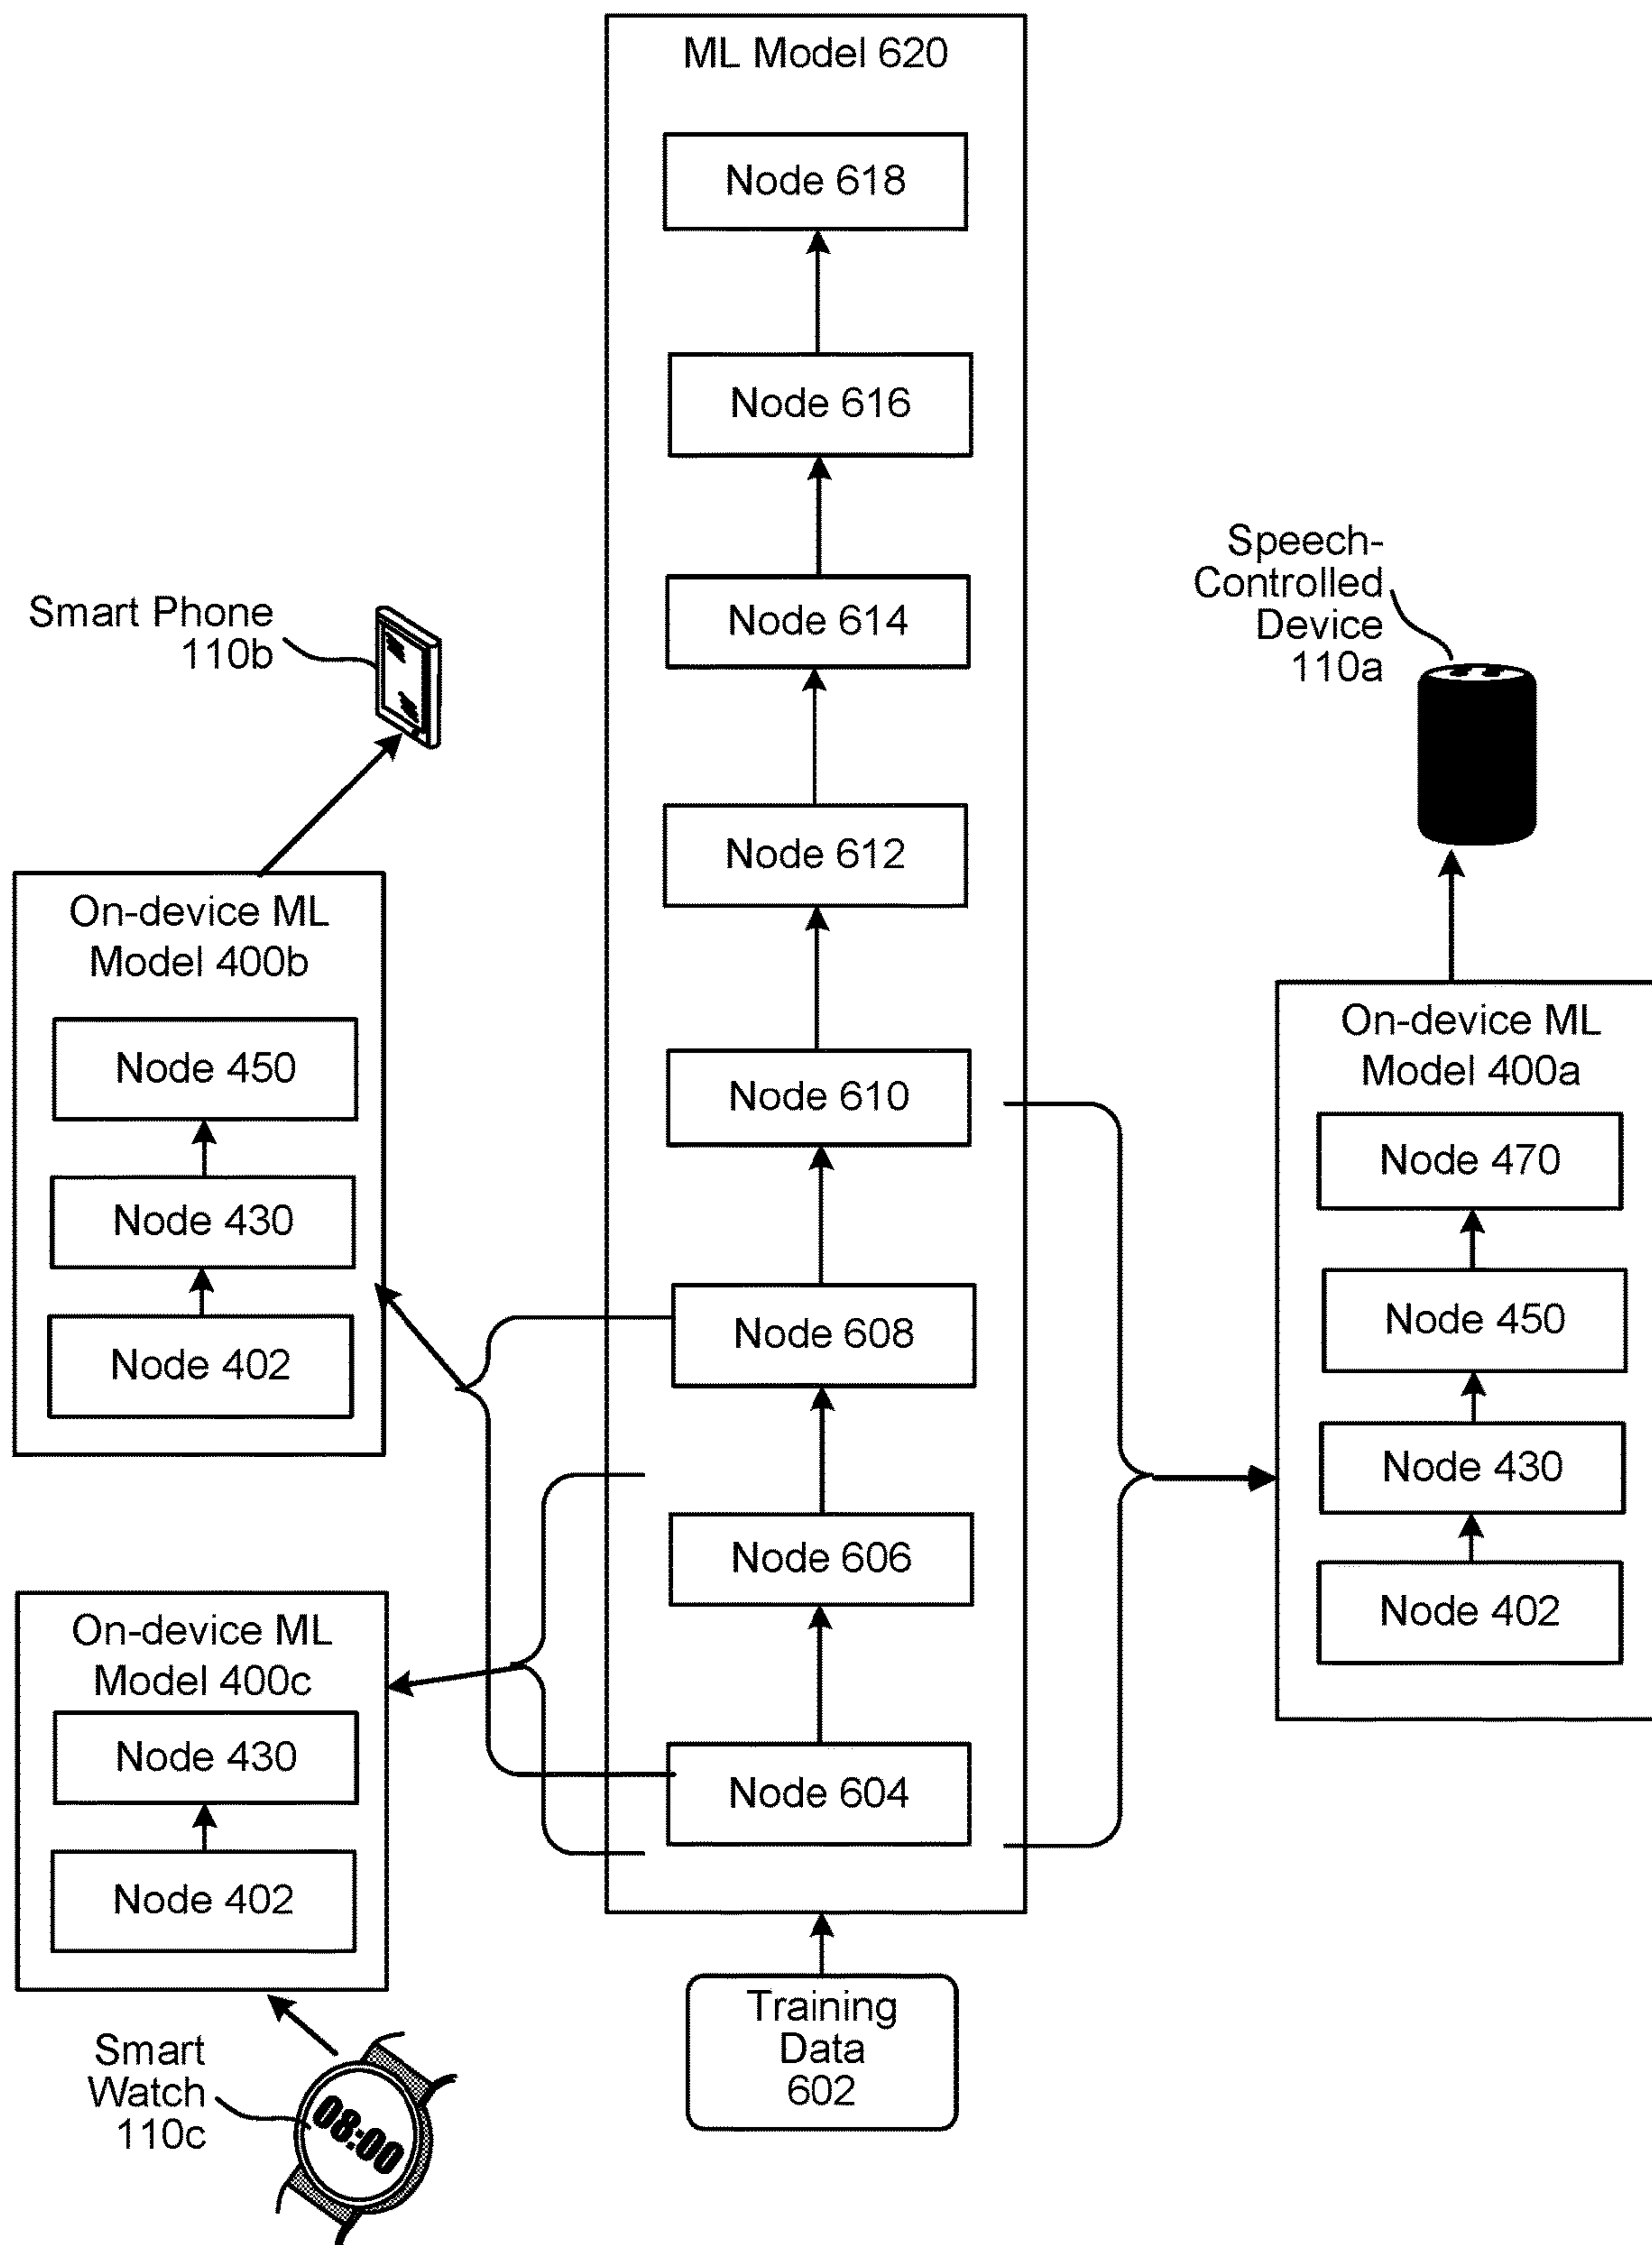 ML Model 620
Node 618
Node 616
Node 614
Node 612
Node 610
Node 608
Node 606
Node 604
Training
Data
602
Smart Phone
110b
On-device ML
Model 400b
Node 450
Node 430
Node 402
On-device ML
Model 400c
Node 430
Node 402
Smart
Watch
110c
08:00
Speech-
Controlled
Device
110a
On-device ML
Model 400a
Node 470
Node 450
Node 430
Node 402